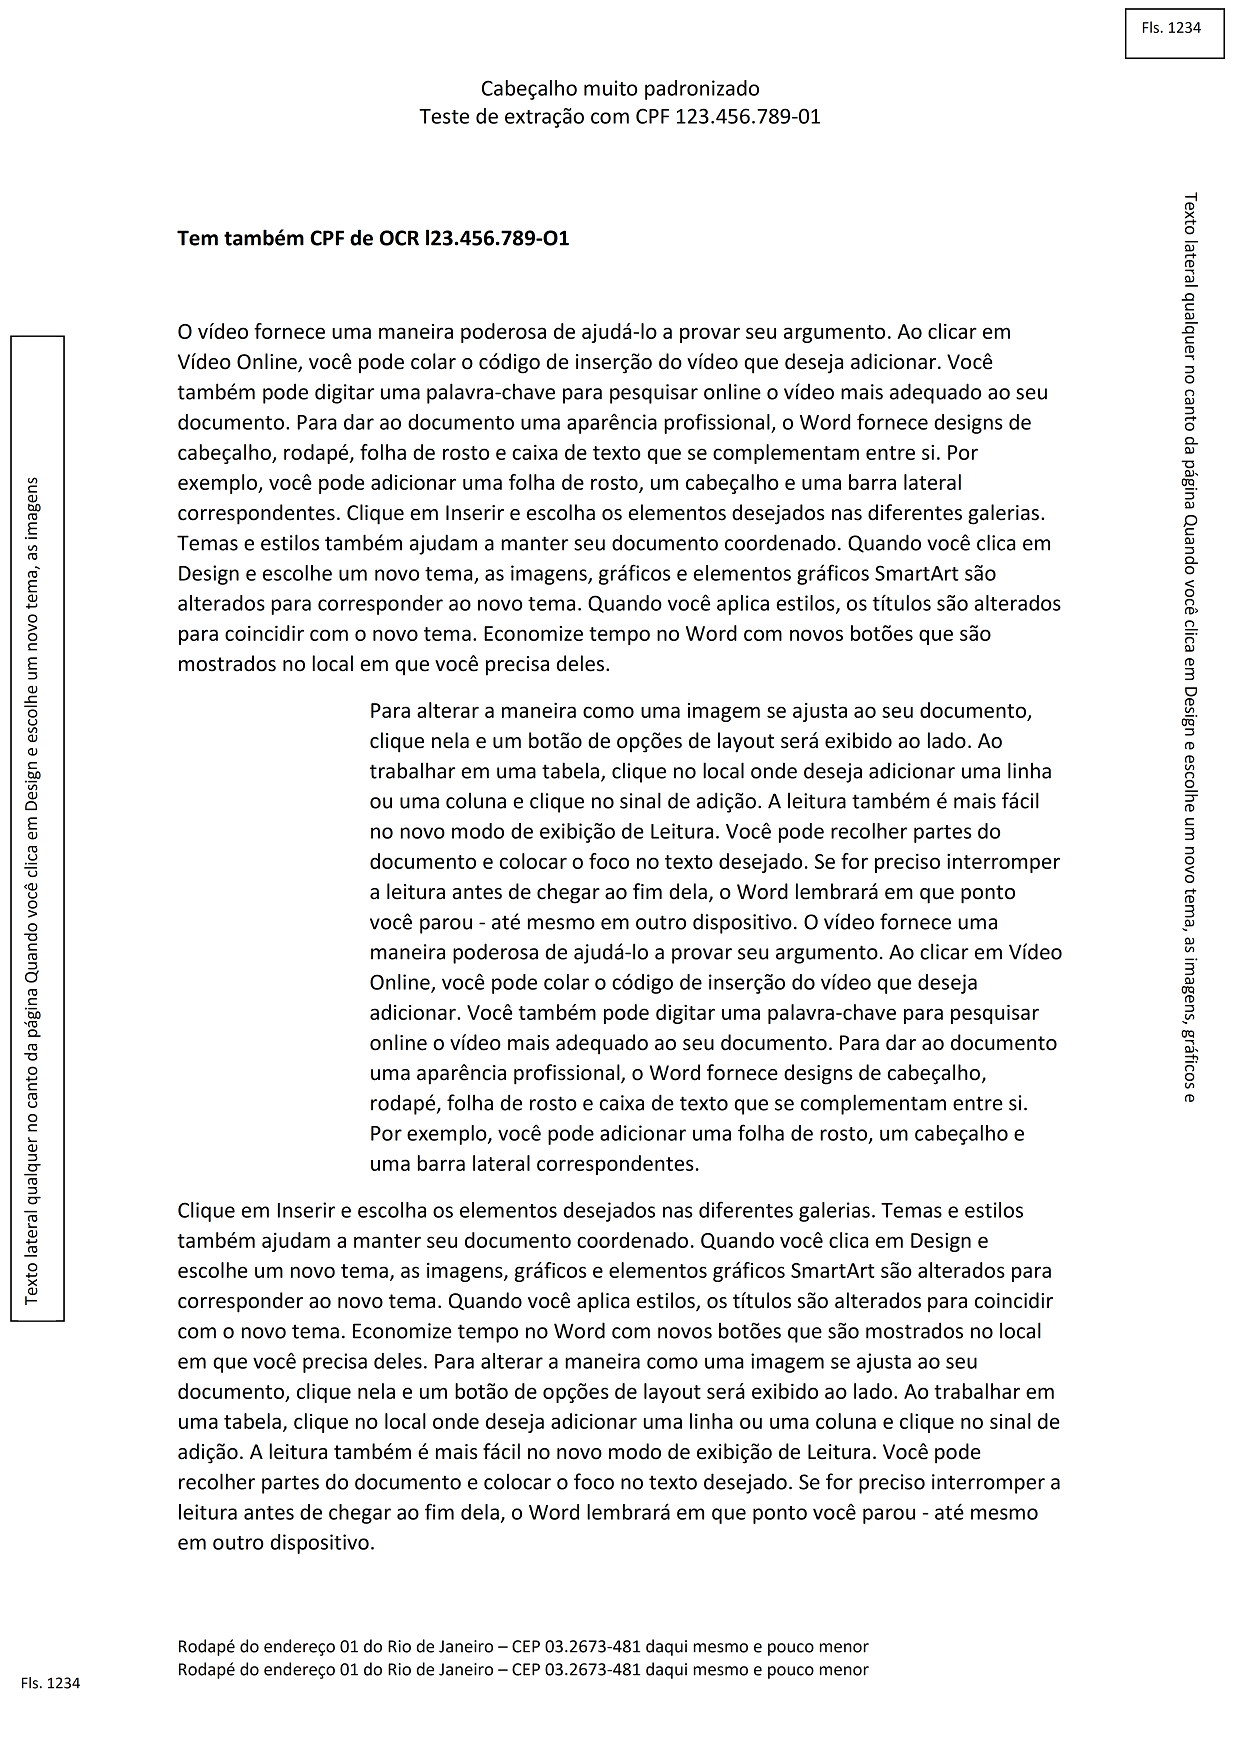 Fls. 1234
Cabeçalho muito padronizado
Teste de extração com CPF 123.456.789-01
Tem também CPF de OCR l23.456.789-O1
O vídeo fornece uma maneira poderosa de ajudá-lo a provar seu argumento. Ao clicar em
Vídeo Online, você pode colar o código de inserção do vídeo que deseja adicionar. Você
também pode digitar uma palavra-chave para pesquisar online o vídeo mais adequado ao seu
documento. Para dar ao documento uma aparência profissional, o Word fornece designs de
cabeçalho, rodapé, folha de rosto e caixa de texto que se complementam entre si. Por
exemplo, você pode adicionar uma folha de rosto, um cabeçalho e uma barra lateral
correspondentes. Clique em Inserir e escolha os elementos desejados nas diferentes galerias.
Temas e estilos também ajudam a manter seu documento coordenado. Quando você clica em
Design e escolhe um novo tema, as imagens, gráficos e elementos gráficos SmartArt são
alterados para corresponder ao novo tema. Quando você aplica estilos, os títulos são alterados
para coincidir com o novo tema. Economize tempo no Word com novos botões que são
mostrados no local em que você precisa deles.
Para alterar a maneira como uma imagem se ajusta ao seu documento,
clique nela e um botão de opções de layout será exibido ao lado. Ao
trabalhar em uma tabela, clique no local onde deseja adicionar uma linha
ou uma coluna e clique no sinal de adição. A leitura também é mais fácil
no novo modo de exibição de Leitura. Você pode recolher partes do
documento e colocar o foco no texto desejado. Se for preciso interromper
a leitura antes de chegar ao fim dela, o Word lembrará em que ponto
você parou - até mesmo em outro dispositivo. O vídeo fornece uma
maneira poderosa de ajudá-lo a provar seu argumento. Ao clicar em Vídeo
Online, você pode colar o código de inserção do vídeo que deseja
adicionar. Você também pode digitar uma palavra-chave para pesquisar
online o vídeo mais adequado ao seu documento. Para dar ao documento
uma aparência profissional, o Word fornece designs de cabeçalho,
rodapé, folha de rosto e caixa de texto que se complementam entre si.
Por exemplo, você pode adicionar uma folha de rosto, um cabeçalho e
uma barra lateral correspondentes.
Clique em Inserir e escolha os elementos desejados nas diferentes galerias. Temas e estilos
também ajudam a manter seu documento coordenado. Quando você clica em Design e
escolhe um novo tema, as imagens, gráficos e elementos gráficos SmartArt são alterados para
corresponder ao novo tema. Quando você aplica estilos, os títulos são alterados para coincidir
com o novo tema. Economize tempo no Word com novos botões que são mostrados no local
em que você precisa deles. Para alterar a maneira como uma imagem se ajusta ao seu
documento, clique nela e um botão de opções de layout será exibido ao lado. Ao trabalhar em
uma tabela, clique no local onde deseja adicionar uma linha ou uma coluna e clique no sinal de
adição. A leitura também é mais fácil no novo modo de exibição de Leitura. Você pode
recolher partes do documento e colocar o foco no texto desejado. Se for preciso interromper a
leitura antes de chegar ao fim dela, o Word lembrará em que ponto você parou - até mesmo
em outro dispositivo.
Texto lateral qualquer no canto da página Quando você clica em Design e escolhe um novo tema, as imagens
Texto lateral qualquer no canto da página Quando você clica em Design e escolhe um novo tema, as imagens, gráficos e
Rodapé do endereço 01 do Rio de Janeiro – CEP 03.2673-481 daqui mesmo e pouco menor
Rodapé do endereço 01 do Rio de Janeiro – CEP 03.2673-481 daqui mesmo e pouco menor
Fls. 1234